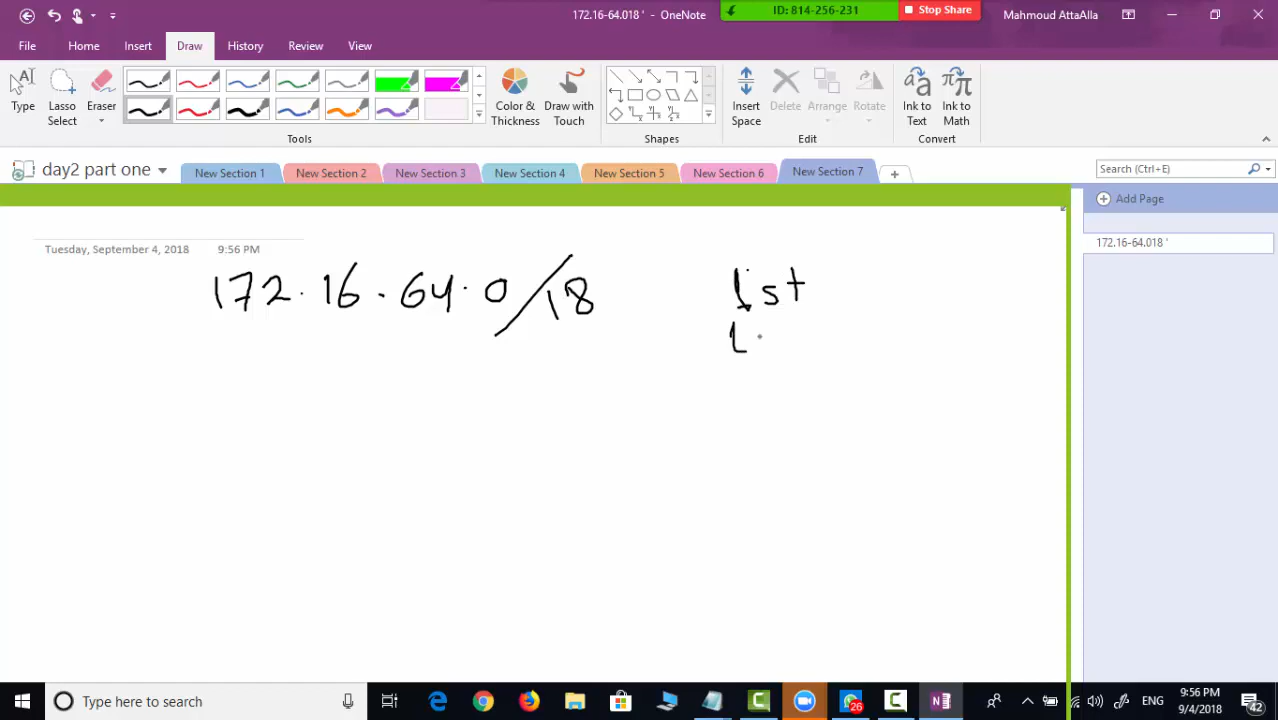 172.16-64.018 ' - OneNote
ID: 814-256-231
Stop Share
Mahmoud AttaAlla
File Home Insert Draw History Review View
Type
Lasso Select
Eraser
Color & Thickness
Draw with Touch
Insert Space
Delete
Arrange
Rotate
Ink to Text
Ink to Math
Tools
Shapes
Edit
Convert
day2 part one
New Section 1
New Section 2
New Section 3
New Section 4
New Section 5
New Section 6
New Section 7
Search (Ctrl+E)
Add Page
172.16-64.018 '
Tuesday, September 4, 2018 9:56 PM
172.16.64.0/18
Type here to search
26
ENG
9:56 PM
9/4/2018
42